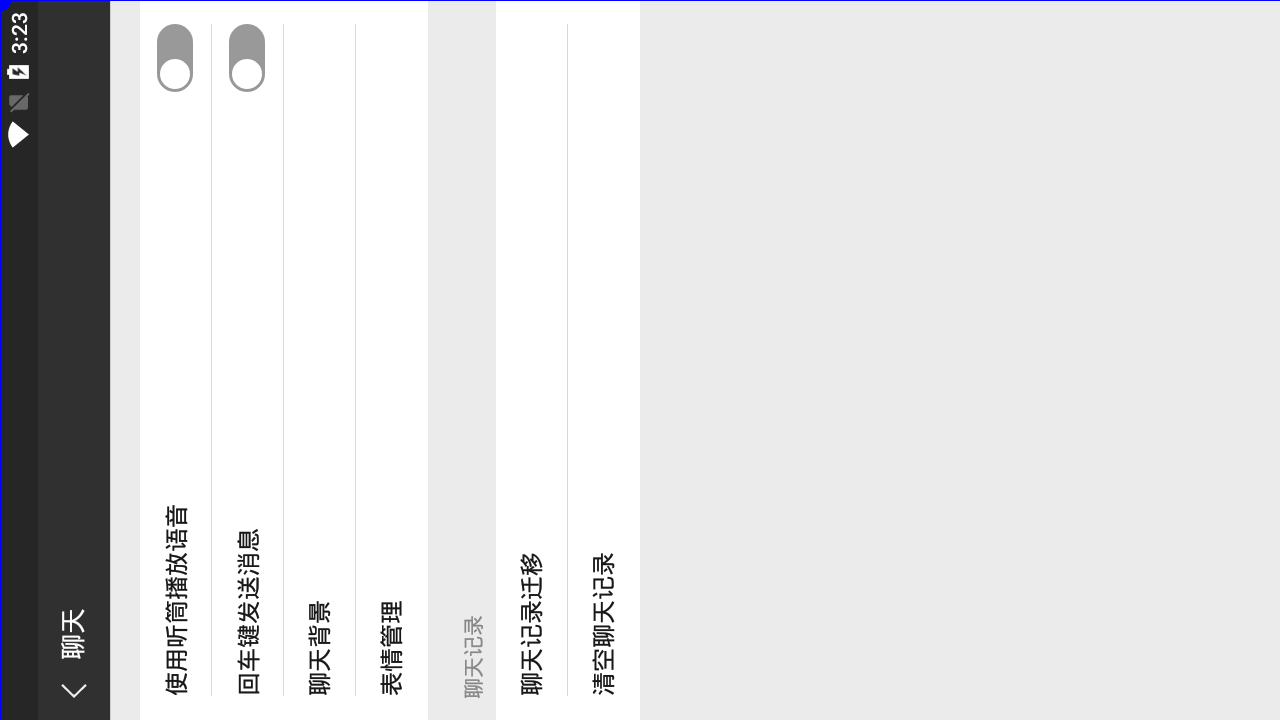 3:23
聊天
使用听筒播放语音
回车键发送消息
聊天背景
表情管理
聊天记录
聊天记录迁移
清空聊天记录